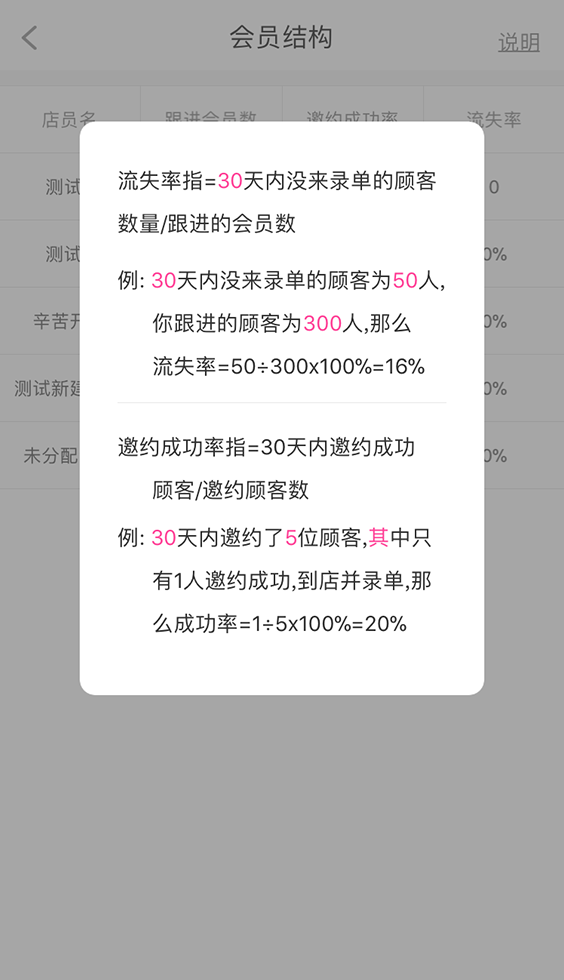 会员结构
说明
店员名 跟进会员数 邀约成功率 流失率
测试 0
测试 0%
辛苦 0%
测试新建 0%
未分配 0%
流失率指=30天内没来录单的顾客
数量/跟进的会员数
例: 30天内没来录单的顾客为50人,
你跟进的顾客为300人,那么
流失率=50÷300x100%=16%
邀约成功率指=30天内邀约成功
顾客/邀约顾客数
例: 30天内邀约了5位顾客,其中只
有1人邀约成功,到店并录单,那
么成功率=1÷5x100%=20%